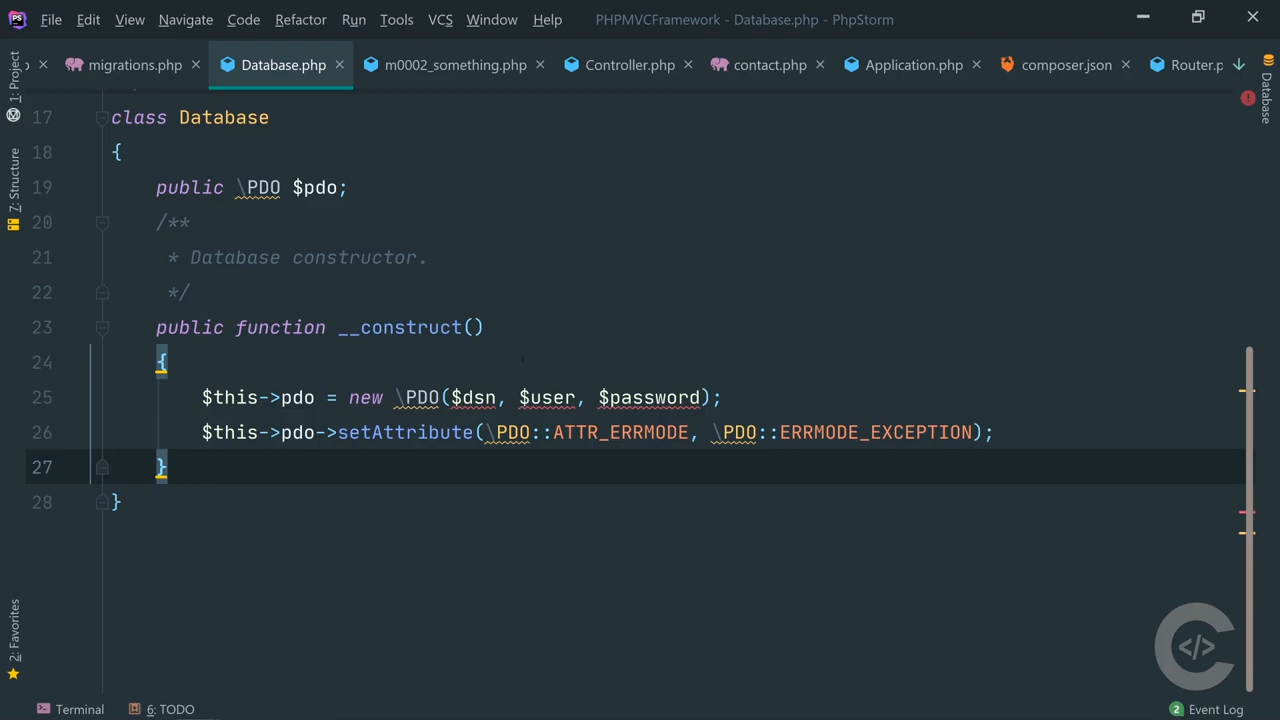 PS File Edit View Navigate Code Refactor Run Tools VCS Window Help PHPMVCFramework - Database.php - PhpStorm
p migrations.php Database.php m0002_something.php Controller.php contact.php Application.php composer.json Router.p
1: Project
7: Structure
2: Favorites
Database
17 class Database
18 {
19 public \PDO $pdo;
20 /**
21 * Database constructor.
22 */
23 public function __construct()
24 {
25 $this->pdo = new \PDO($dsn, $user, $password);
26 $this->pdo->setAttribute(\PDO::ATTR_ERRMODE, \PDO::ERRMODE_EXCEPTION);
27 }
28 }
</>
Terminal 6: TODO 2 Event Log